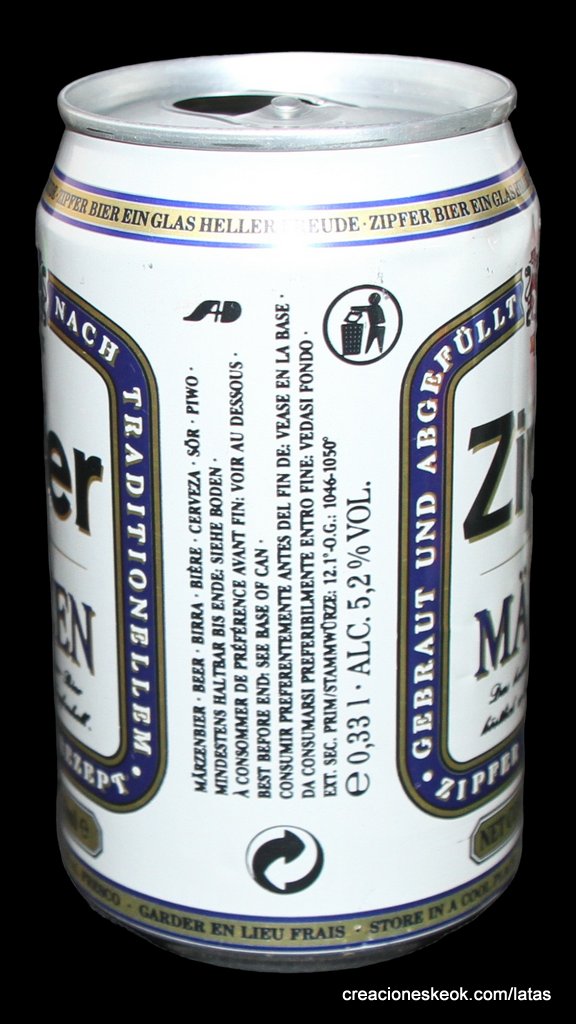 ZIPFER BIER EIN GLAS HELLER FREUDE · ZIPFER BIER EIN GLAS
NACH TRADITIONELLEM
REZEPT ·
er
EN
MÄRZENBIER · BEER · BIRRA · BIÈRE · CERVEZA · SÖR · PIWO ·
MINDESTENS HALTBAR BIS ENDE: SIEHE BODEN ·
À CONSOMMER DE PRÉFÉRENCE AVANT FIN: VOIR AU DESSOUS ·
BEST BEFORE END: SEE BASE OF CAN ·
CONSUMIR PREFERENTEMENTE ANTES DEL FIN DE: VEASE EN LA BASE ·
DA CONSUMARSI PREFERIBILMENTE ENTRO FINE: VEDASI FONDO ·
EXT. SEC. PRIM/STAMMWÜRZE: 12.1°-O.G.: 1046-1050°
e 0,33 l · ALC. 5,2 % VOL.
· GEBRAUT UND ABGEFÜLLT
ZIPFER
Zi
MÄ
FRESCO · GARDER EN LIEU FRAIS · STORE IN A COOL
creacioneskeok.com/latas